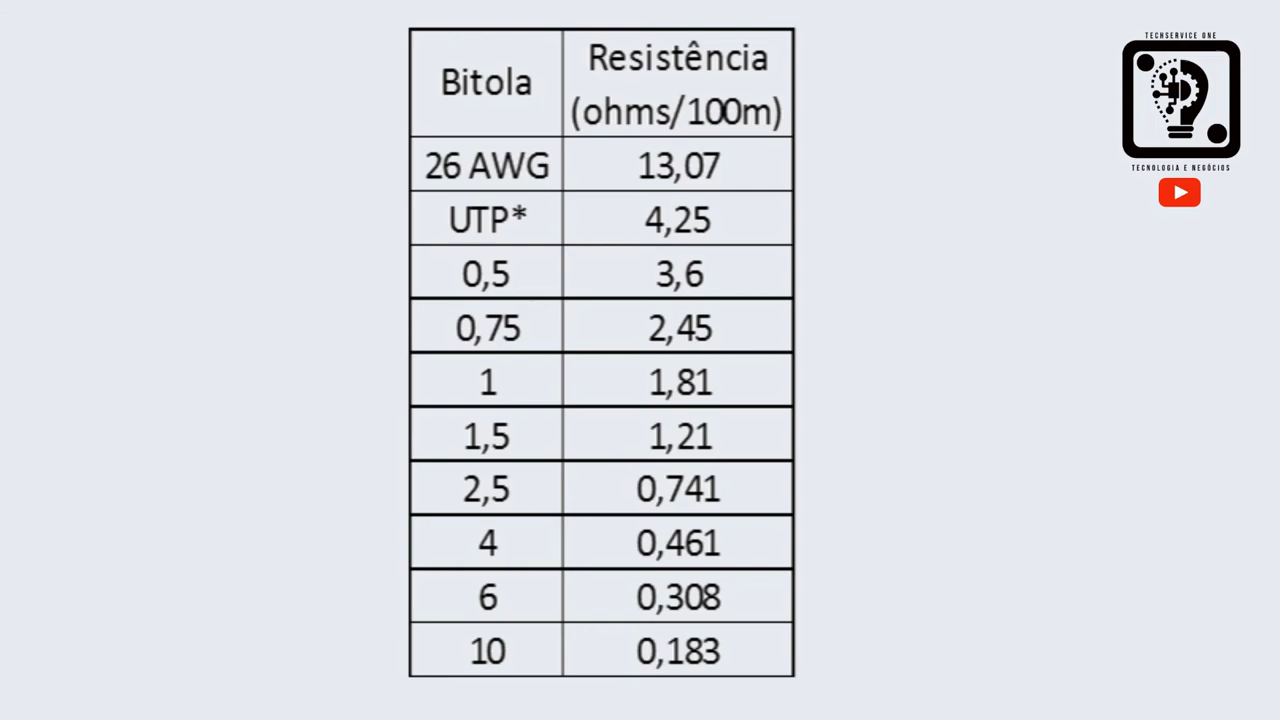 Bitola
Resistência
(ohms/100m)
26 AWG 13,07
UTP* 4,25
0,5 3,6
0,75 2,45
1 1,81
1,5 1,21
2,5 0,741
4 0,461
6 0,308
10 0,183
TECHSERVICE ONE
TECNOLOGIA E NEGÓCIOS